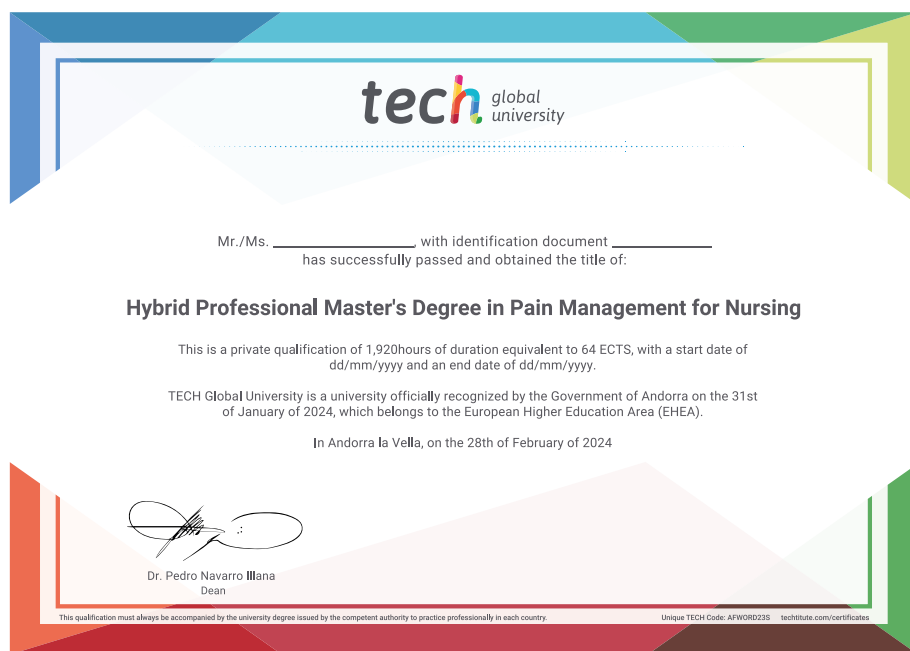 tech global
university
Mr./Ms. ____________________, with identification document ______________
has successfully passed and obtained the title of:
Hybrid Professional Master's Degree in Pain Management for Nursing
This is a private qualification of 1,920hours of duration equivalent to 64 ECTS, with a start date of
dd/mm/yyyy and an end date of dd/mm/yyyy.
TECH Global University is a university officially recognized by the Government of Andorra on the 31st
of January of 2024, which belongs to the European Higher Education Area (EHEA).
In Andorra la Vella, on the 28th of February of 2024
Dr. Pedro Navarro Illana
Dean
This qualification must always be accompanied by the university degree issued by the competent authority to practice professionally in each country.
Unique TECH Code: AFWORD23S techtitute.com/certificates